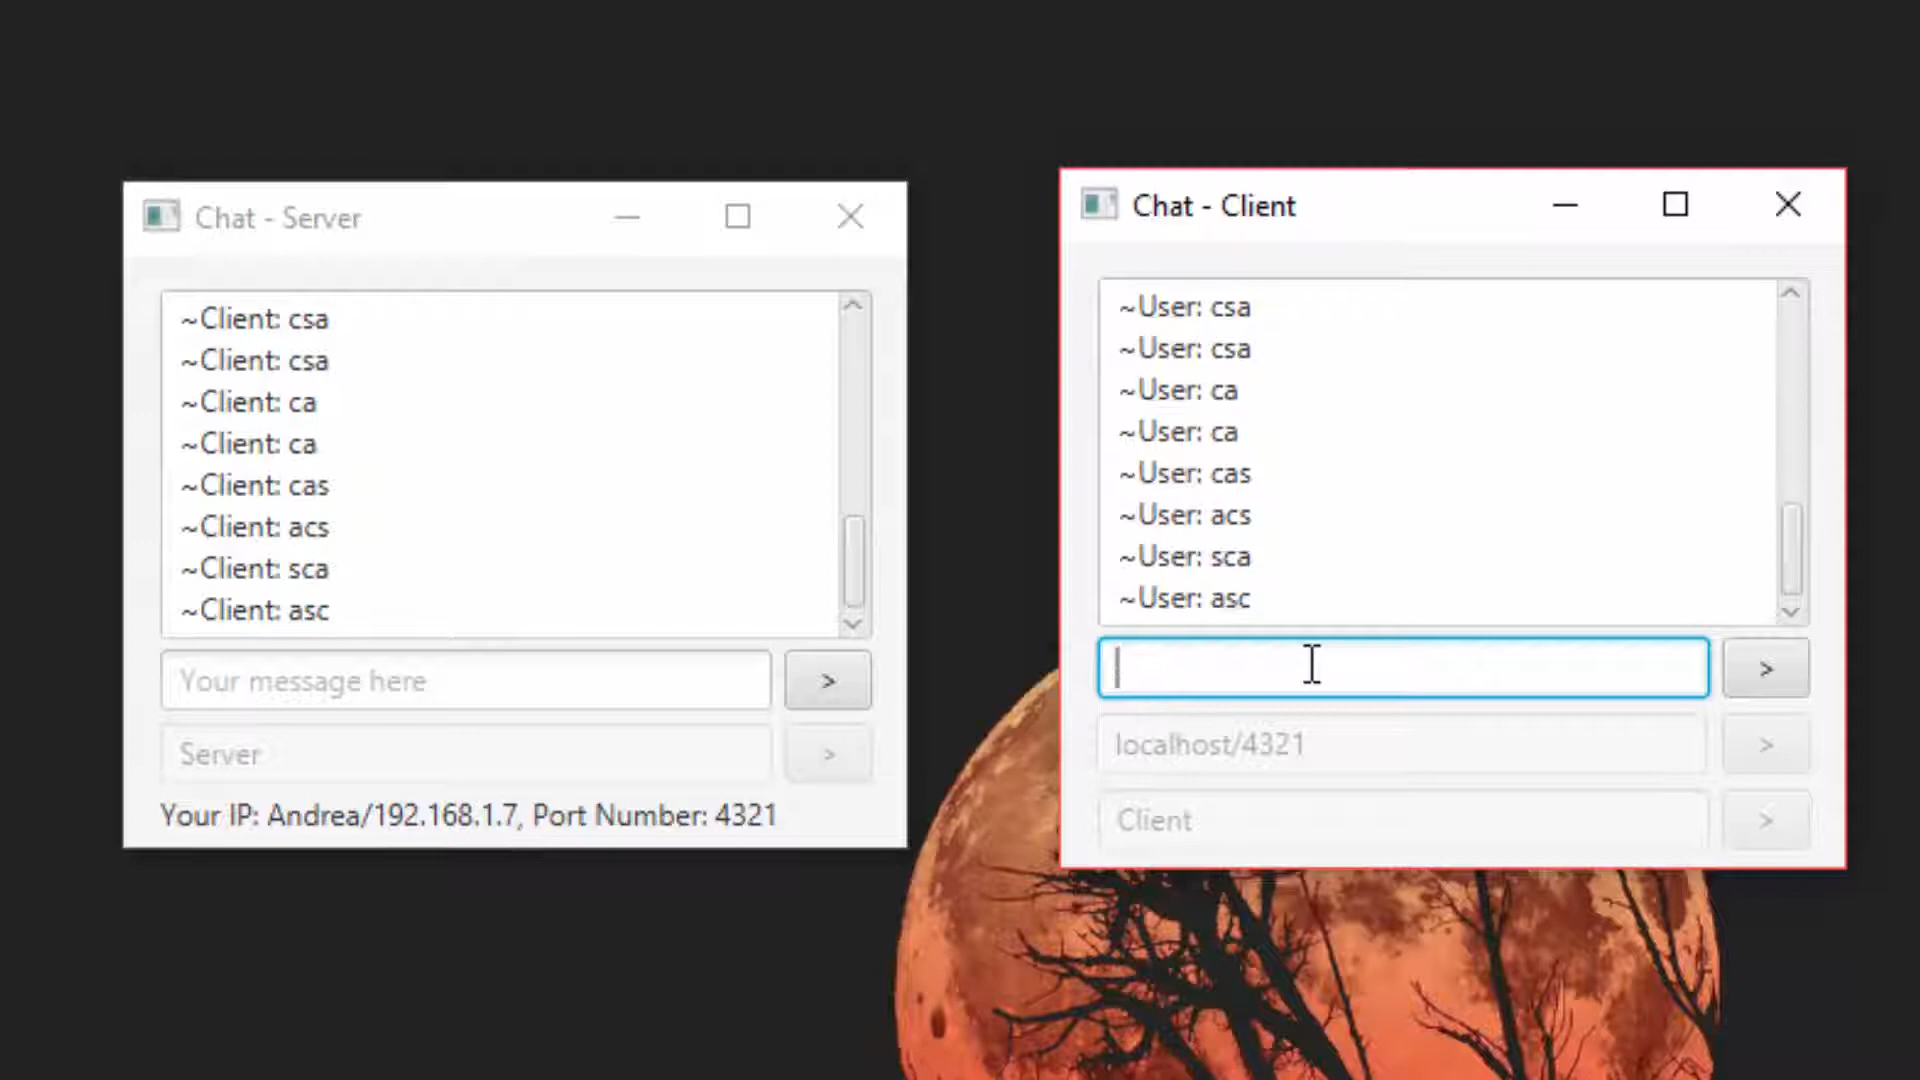 Chat - Server
~Client: csa
~Client: csa
~Client: ca
~Client: ca
~Client: cas
~Client: acs
~Client: sca
~Client: asc
Your message here
>
Server
>
Your IP: Andrea/192.168.1.7, Port Number: 4321
Chat - Client
~User: csa
~User: csa
~User: ca
~User: ca
~User: cas
~User: acs
~User: sca
~User: asc
>
localhost/4321
>
Client
>